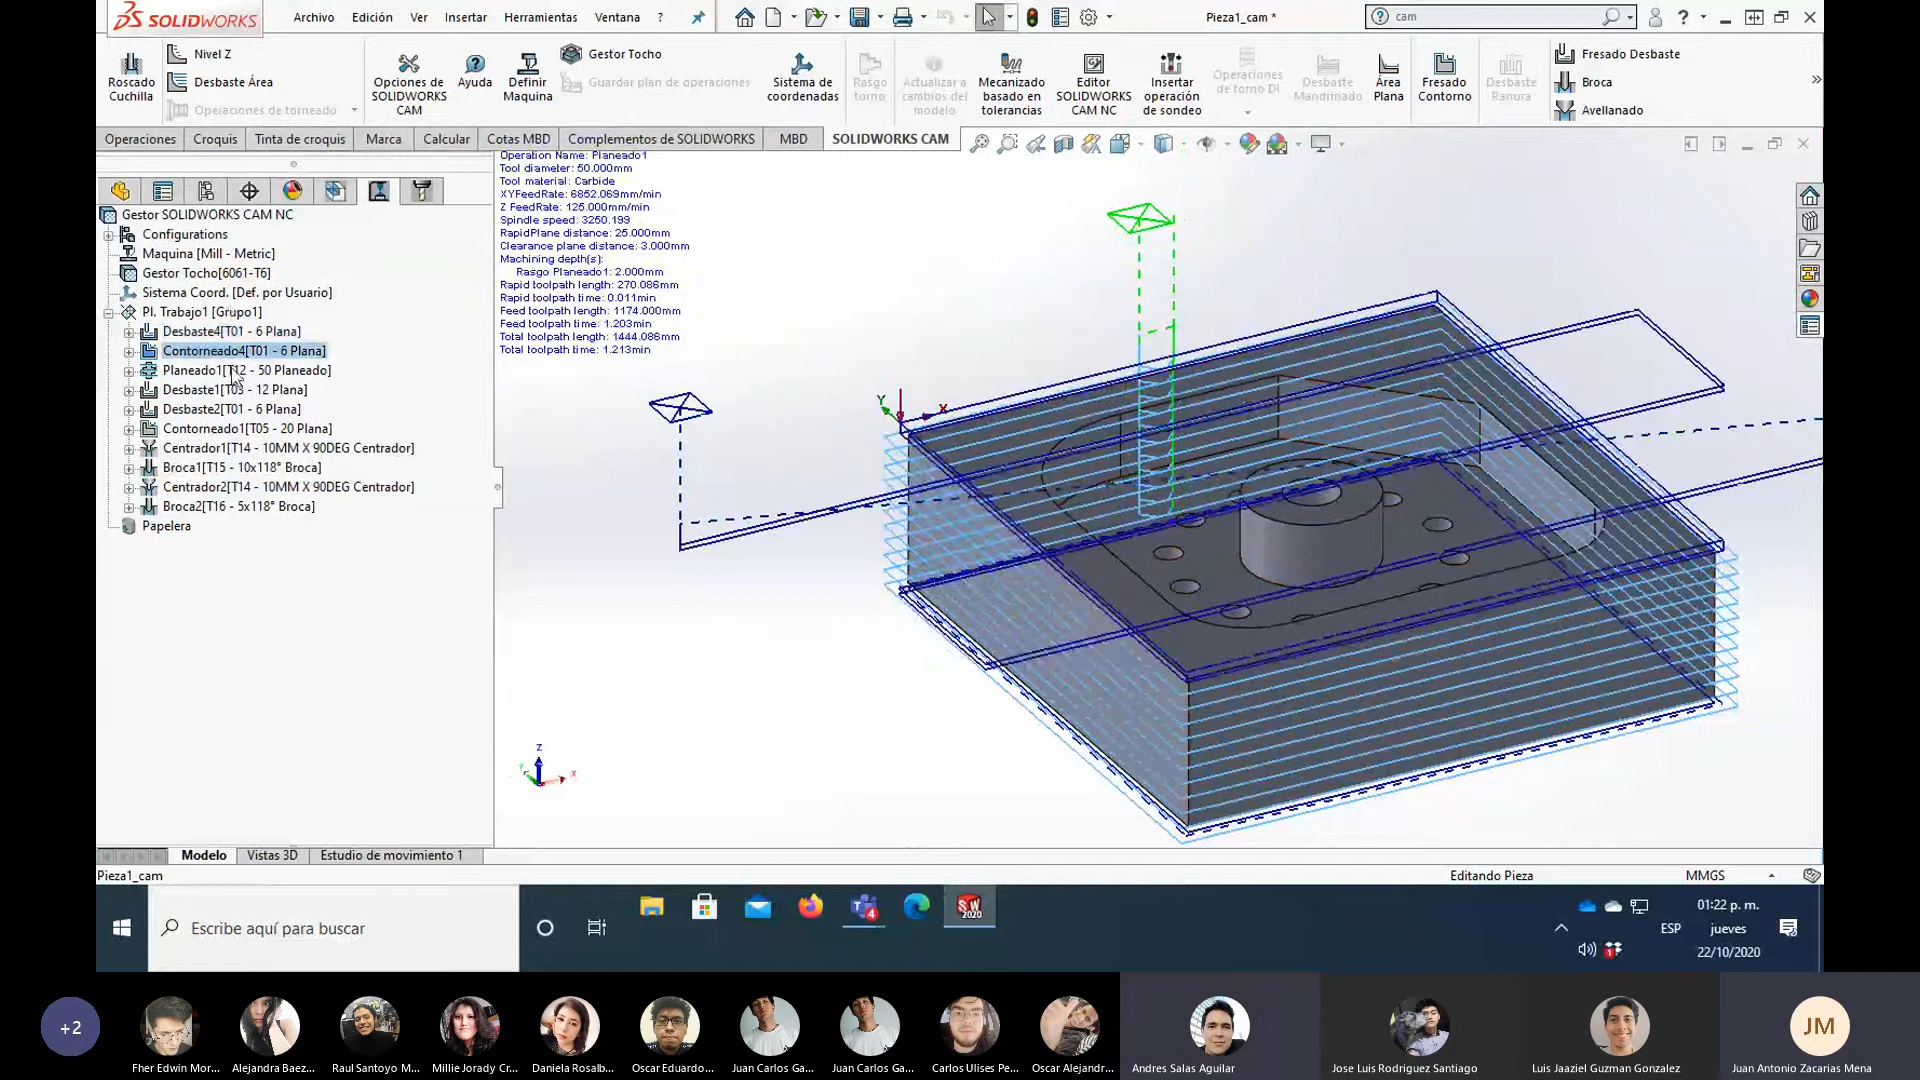 SOLIDWORKS
Archivo Edición Ver Insertar Herramientas Ventana ?
Pieza1_cam *
cam
Roscado Cuchilla
Nivel Z
Desbaste Área
Operaciones de torneado
Opciones de SOLIDWORKS CAM
Ayuda
Definir Maquina
Gestor Tocho
Guardar plan de operaciones
Sistema de coordenadas
Rasgo torno
Actualizar a cambios del modelo
Mecanizado basado en tolerancias
Editor SOLIDWORKS CAM NC
Insertar operación de sondeo
Operaciones de torno DI
Desbaste Mandrinado
Área Plana
Fresado Contorno
Desbaste Ranura
Fresado Desbaste
Broca
Avellanado
Operaciones Croquis Tinta de croquis Marca Calcular Cotas MBD Complementos de SOLIDWORKS MBD SOLIDWORKS CAM
Gestor SOLIDWORKS CAM NC
Configurations
Maquina [Mill - Metric]
Gestor Tocho[6061-T6]
Sistema Coord. [Def. por Usuario]
Pl. Trabajo1 [Grupo1]
Desbaste4[T01 - 6 Plana]
Contorneado4[T01 - 6 Plana]
Planeado1[T12 - 50 Planeado]
Desbaste1[T03 - 12 Plana]
Desbaste2[T01 - 6 Plana]
Contorneado1[T05 - 20 Plana]
Centrador1[T14 - 10MM X 90DEG Centrador]
Broca1[T15 - 10x118° Broca]
Centrador2[T14 - 10MM X 90DEG Centrador]
Broca2[T16 - 5x118° Broca]
Papelera
Operation Name: Planeado1
Tool diameter: 50.000mm
Tool material: Carbide
XYFeedRate: 6852.069mm/min
Z FeedRate: 125.000mm/min
Spindle speed: 3250.199
RapidPlane distance: 25.000mm
Clearance plane distance: 3.000mm
Machining depth(s):
Rasgo Planeado1: 2.000mm
Rapid toolpath length: 270.086mm
Rapid toolpath time: 0.011min
Feed toolpath length: 1174.000mm
Feed toolpath time: 1.203min
Total toolpath length: 1444.086mm
Total toolpath time: 1.213min
Y X
Z
Y X
Modelo Vistas 3D Estudio de movimiento 1
Pieza1_cam
Editando Pieza MMGS
Escribe aquí para buscar
4
SW 2020
ESP
1
01:22 p. m.
jueves
22/10/2020
+2
JM
Fher Edwin Mor... Alejandra Baez... Raul Santoyo M... Millie Jorady Cr... Daniela Rosalb... Oscar Eduardo... Juan Carlos Ga... Juan Carlos Ga... Carlos Ulises Pe... Oscar Alejandr... Andres Salas Aguilar Jose Luis Rodriguez Santiago Luis Jaaziel Guzman Gonzalez Juan Antonio Zacarias Mena